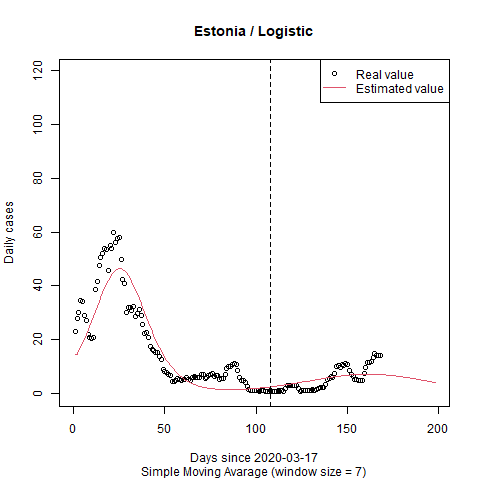 Estonia / Logistic
Real value
Estimated value
Daily cases
0 20 40 60 80 100 120
0 50 100 150 200
Days since 2020-03-17
Simple Moving Avarage (window size = 7)